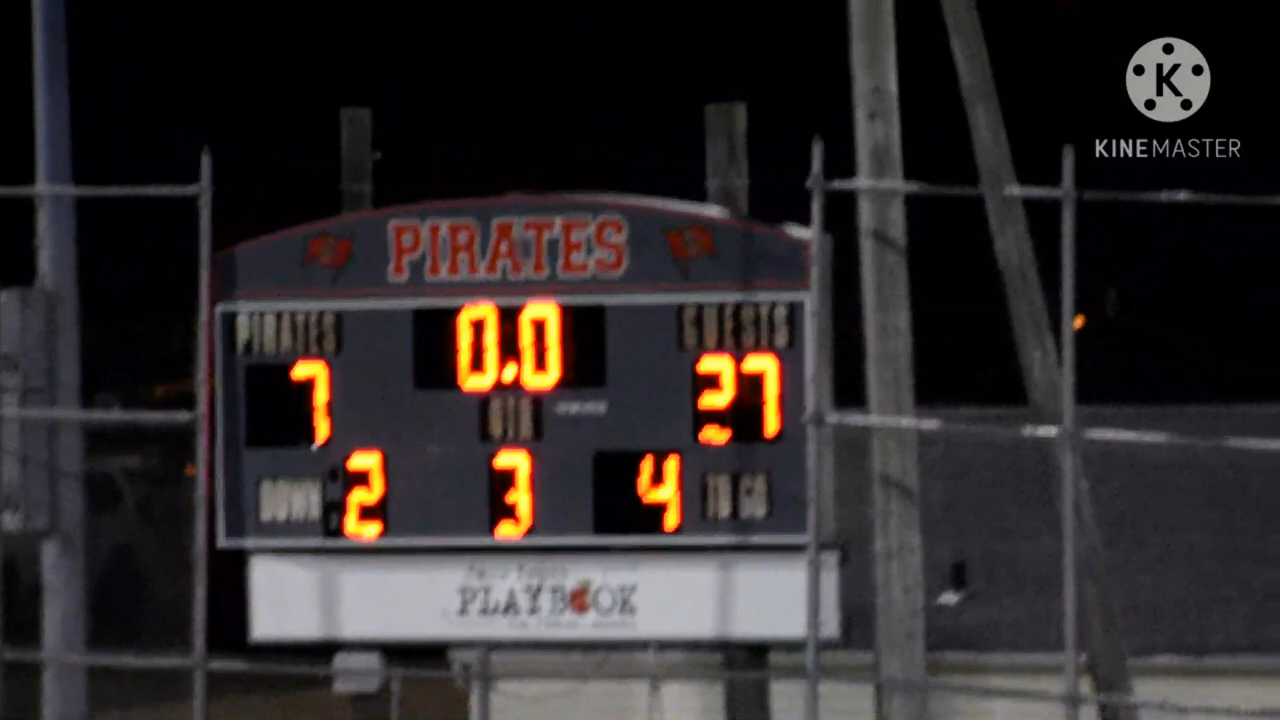 K
KINEMASTER
PIRATES
PIRATES 0.0 GUESTS
7 QTR 27
DOWN 2 3 4 TO GO
PLAYBOOK